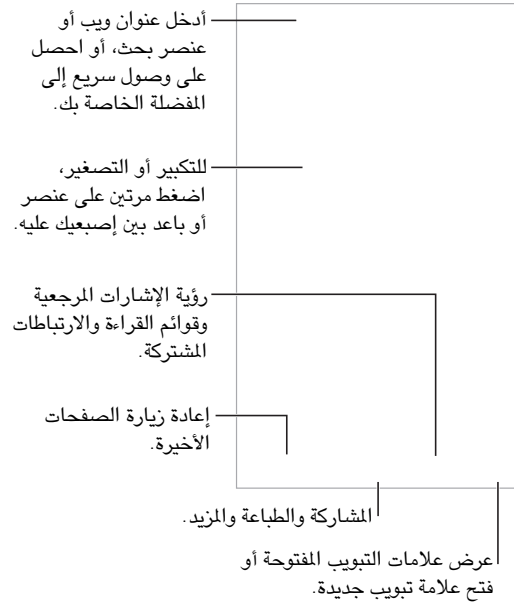 أدخل عنوان ويب أو
عنصر بحث، أو احصل
على وصول سريع إلى
المفضلة الخاصة بك.
للتكبير أو التصغير،
اضغط مرتين على عنصر
أو باعد بين إصبعيك عليه.
رؤية الإشارات المرجعية
وقوائم القراءة والارتباطات
المشتركة.
إعادة زيارة الصفحات
الأخيرة.
المشاركة والطباعة والمزيد.
عرض علامات التبويب المفتوحة أو
فتح علامة تبويب جديدة.